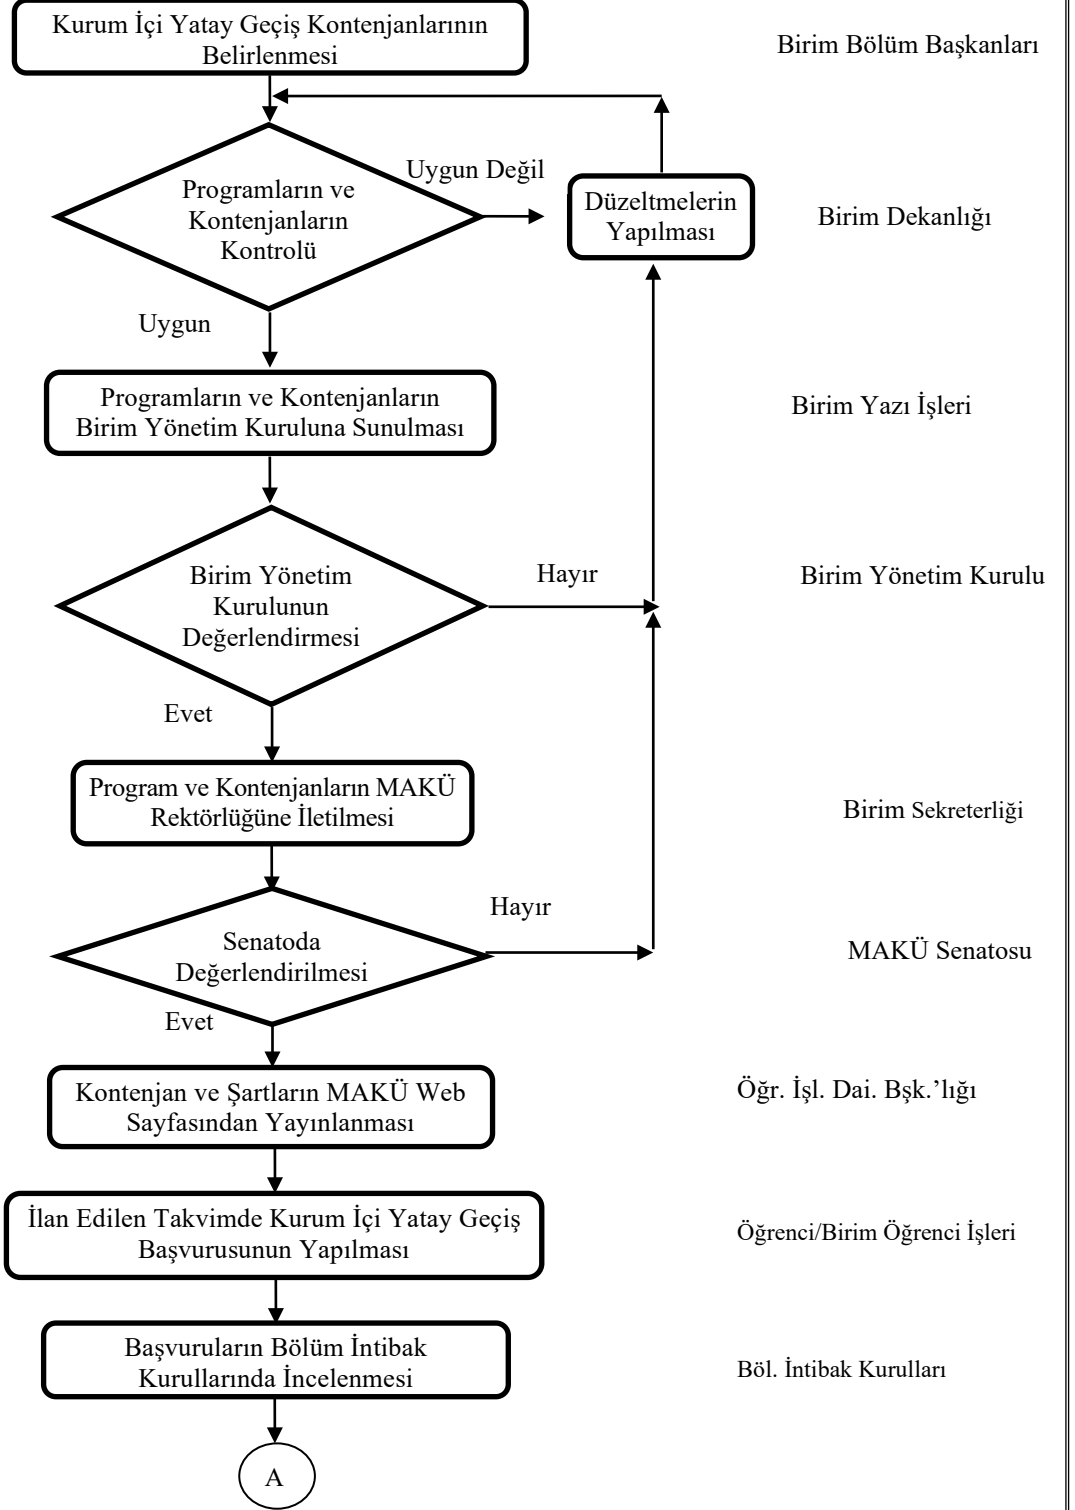 Kurum İçi Yatay Geçiş Kontenjanlarının
Belirlenmesi
Birim Bölüm Başkanları
Uygun Değil
Programların ve
Kontenjanların
Kontrolü
Düzeltmelerin
Yapılması
Birim Dekanlığı
Uygun
Programların ve Kontenjanların
Birim Yönetim Kuruluna Sunulması
Birim Yazı İşleri
Birim Yönetim
Kurulunun
Değerlendirmesi
Hayır
Birim Yönetim Kurulu
Evet
Program ve Kontenjanların MAKÜ
Rektörlüğüne İletilmesi
Birim Sekreterliği
Hayır
Senatoda
Değerlendirilmesi
MAKÜ Senatosu
Evet
Kontenjan ve Şartların MAKÜ Web
Sayfasından Yayınlanması
Öğr. İşl. Dai. Bşk.’lığı
İlan Edilen Takvimde Kurum İçi Yatay Geçiş
Başvurusunun Yapılması
Öğrenci/Birim Öğrenci İşleri
Başvuruların Bölüm İntibak
Kurullarında İncelenmesi
Böl. İntibak Kurulları
A